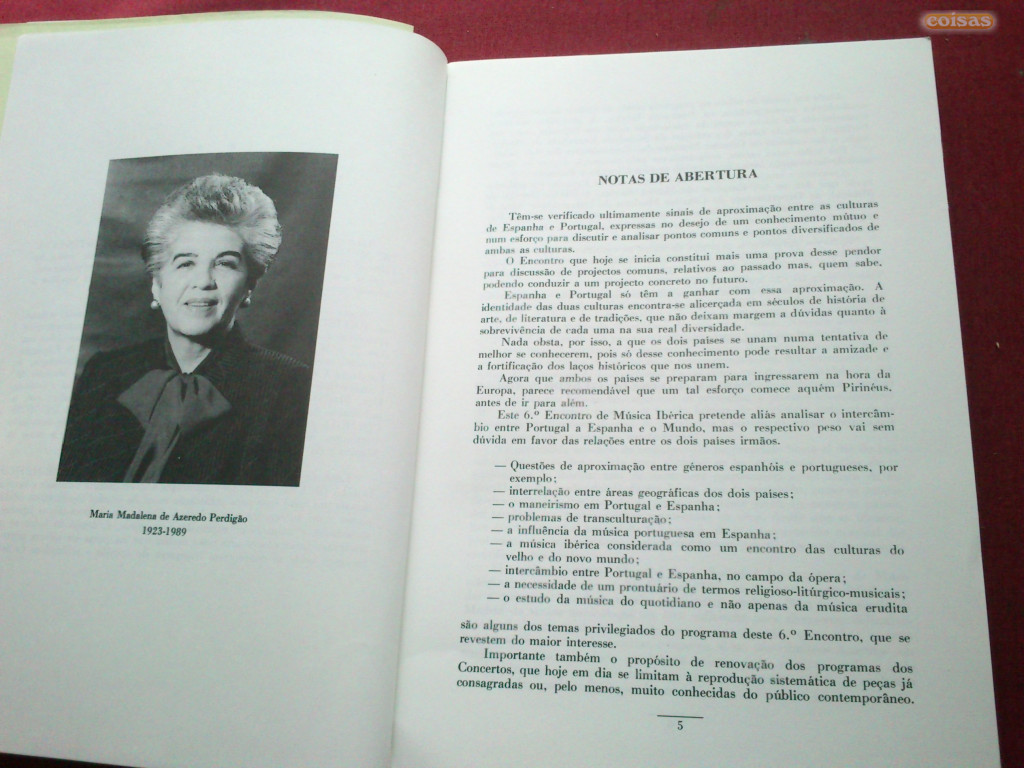 coisas
Maria Madalena de Azeredo Perdigão
1923-1989
NOTAS DE ABERTURA
Têm-se verificado ultimamente sinais de aproximação entre as culturas
de Espanha e Portugal, expressas no desejo de um conhecimento mútuo e
num esforço para discutir e analisar pontos comuns e pontos diversificados de
ambas as culturas.
O Encontro que hoje se inicia constitui mais uma prova desse pendor
para discussão de projectos comuns, relativos ao passado mas, quem sabe,
podendo conduzir a um projecto concreto no futuro.
Espanha e Portugal só têm a ganhar com essa aproximação. A
identidade das duas culturas encontra-se alicerçada em séculos de história de
arte, de literatura e de tradições, que não deixam margem a dúvidas quanto à
sobrevivência de cada uma na sua real diversidade.
Nada obsta, por isso, a que os dois países se unam numa tentativa de
melhor se conhecerem, pois só desse conhecimento pode resultar a amizade e
a fortificação dos laços históricos que nos unem.
Agora que ambos os países se preparam para ingressarem na hora da
Europa, parece recomendável que um tal esforço comece aquém Pirinéus,
antes de ir para além.
Este 6.º Encontro de Música Ibérica pretende aliás analisar o intercâm-
bio entre Portugal a Espanha e o Mundo, mas o respectivo peso vai sem
dúvida em favor das relações entre os dois países irmãos.
— Questões de aproximação entre géneros espanhóis e portugueses, por
exemplo;
— interrelação entre áreas geográficas dos dois países;
— o maneirismo em Portugal e Espanha;
— problemas de transculturação;
— a influência da música portuguesa em Espanha;
— a música ibérica considerada como um encontro das culturas do
velho e do novo mundo;
— intercâmbio entre Portugal e Espanha, no campo da ópera;
— a necessidade de um prontuário de termos religioso-litúrgico-musicais;
— o estudo da música do quotidiano e não apenas da música erudita
são alguns dos temas privilegiados do programa deste 6.º Encontro, que se
revestem do maior interesse.
Importante também o propósito de renovação dos programas dos
Concertos, que hoje em dia se limitam à reprodução sistemática de peças já
consagradas ou, pelo menos, muito conhecidas do público contemporâneo.
5